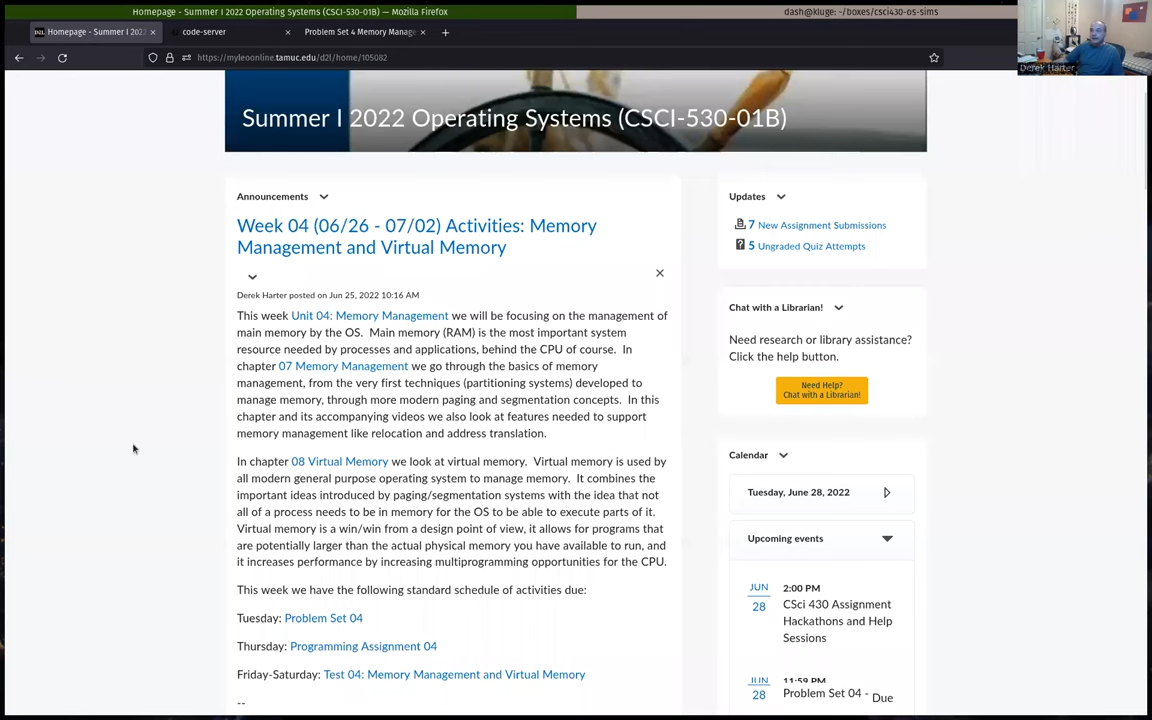 Homepage - Summer I 2022 Operating Systems (CSCI-530-01B) — Mozilla Firefox
dash@kluge: ~/boxes/csci430-os-sims
D2L Homepage - Summer I 2022 ×
code-server ×
Problem Set 4 Memory Manage ×
+
https://myleoonline.tamuc.edu/d2l/home/105082
Derek Harter
Summer I 2022 Operating Systems (CSCI-530-01B)
Announcements
Week 04 (06/26 - 07/02) Activities: Memory
Management and Virtual Memory
Derek Harter posted on Jun 25, 2022 10:16 AM
This week Unit 04: Memory Management we will be focusing on the management of
main memory by the OS. Main memory (RAM) is the most important system
resource needed by processes and applications, behind the CPU of course. In
chapter 07 Memory Management we go through the basics of memory
management, from the very first techniques (partitioning systems) developed to
manage memory, through more modern paging and segmentation concepts. In this
chapter and its accompanying videos we also look at features needed to support
memory management like relocation and address translation.
In chapter 08 Virtual Memory we look at virtual memory. Virtual memory is used by
all modern general purpose operating system to manage memory. It combines the
important ideas introduced by paging/segmentation systems with the idea that not
all of a process needs to be in memory for the OS to be able to execute parts of it.
Virtual memory is a win/win from a design point of view, it allows for programs that
are potentially larger than the actual physical memory you have available to run, and
it increases performance by increasing multiprogramming opportunities for the CPU.
This week we have the following standard schedule of activities due:
Tuesday: Problem Set 04
Thursday: Programming Assignment 04
Friday-Saturday: Test 04: Memory Management and Virtual Memory
--
Updates
7 New Assignment Submissions
5 Ungraded Quiz Attempts
Chat with a Librarian!
Need research or library assistance?
Click the help button.
Need Help?
Chat with a Librarian!
Calendar
Tuesday, June 28, 2022
Upcoming events
JUN
28
2:00 PM
CSci 430 Assignment
Hackathons and Help
Sessions
JUN
28
11:59 PM
Problem Set 04 - Due